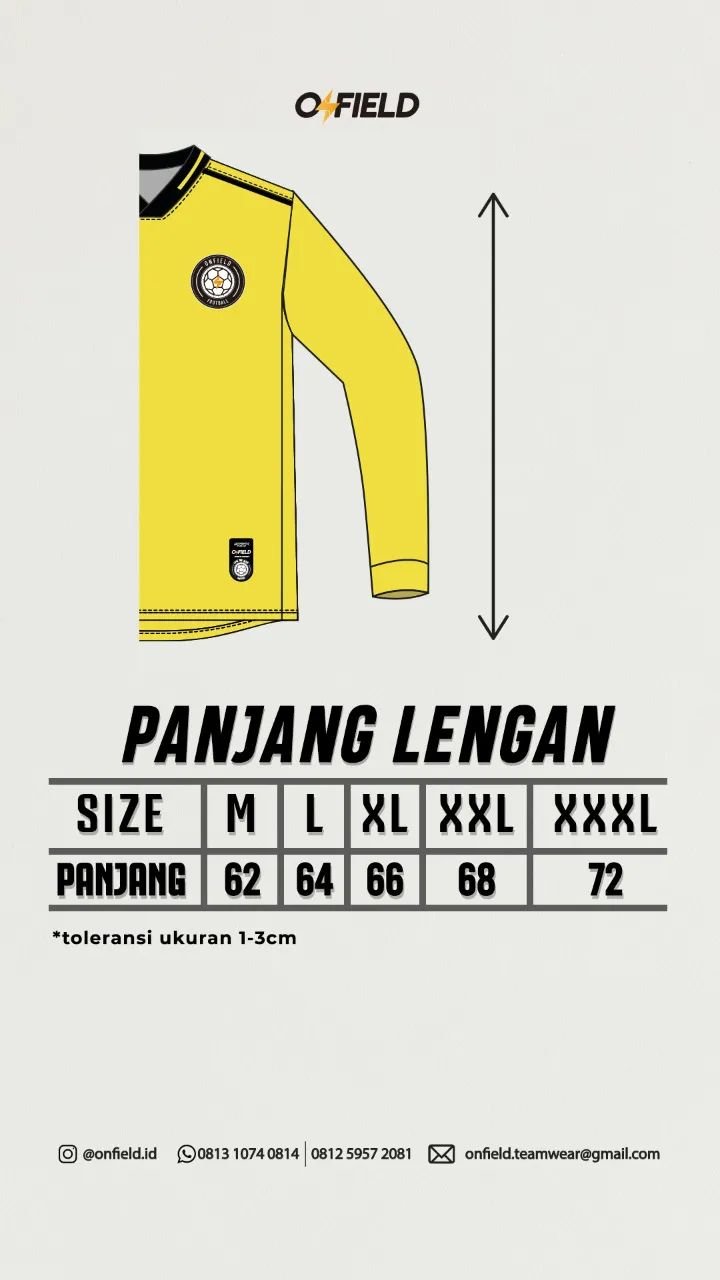 ONFIELD
ONFIELD
FOOTBALL
ONFIELD
PANJANG LENGAN
SIZE M L XL XXL XXXL
PANJANG 62 64 66 68 72
*toleransi ukuran 1-3cm
@onfield.id 0813 1074 0814 0812 5957 2081 onfield.teamwear@gmail.com